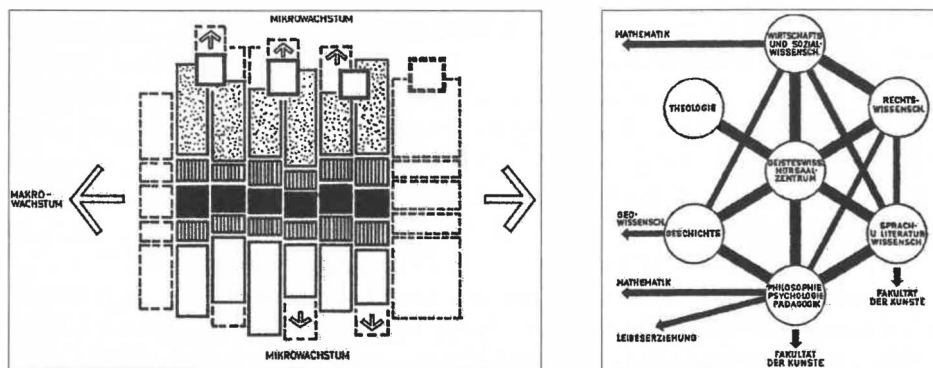 MIKROWACHSTUM
MAKRO-
WACHSTUM
MIKROWACHSTUM
MATHEMATIK
WIRTSCHAFTS
UND SOZIAL-
WISSENSCH.
THEOLOGIE
RECHTS-
WISSENSCH.
GEISTESWISS.
HÖRSAAL-
ZENTRUM
GEO-
WISSENSCH.
GESCHICHTE
SPRACH-
U LITERATUR
WISSENSCH.
MATHEMATIK
PHILOSOPHIE
PSYCHOLOGIE
PÄDAGOGIK
FAKULTÄT
DER KÜNSTE
LEIBESERZIEHUNG
FAKULTÄT
DER KÜNSTE